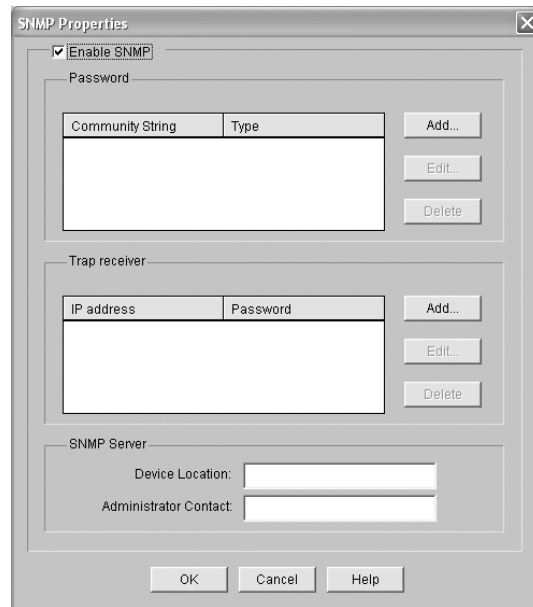 SNMP Properties
Enable SNMP
Password
Community String Type
Add...
Edit...
Delete
Trap receiver
IP address Password
Add...
Edit...
Delete
SNMP Server
Device Location:
Administrator Contact:
OK Cancel Help